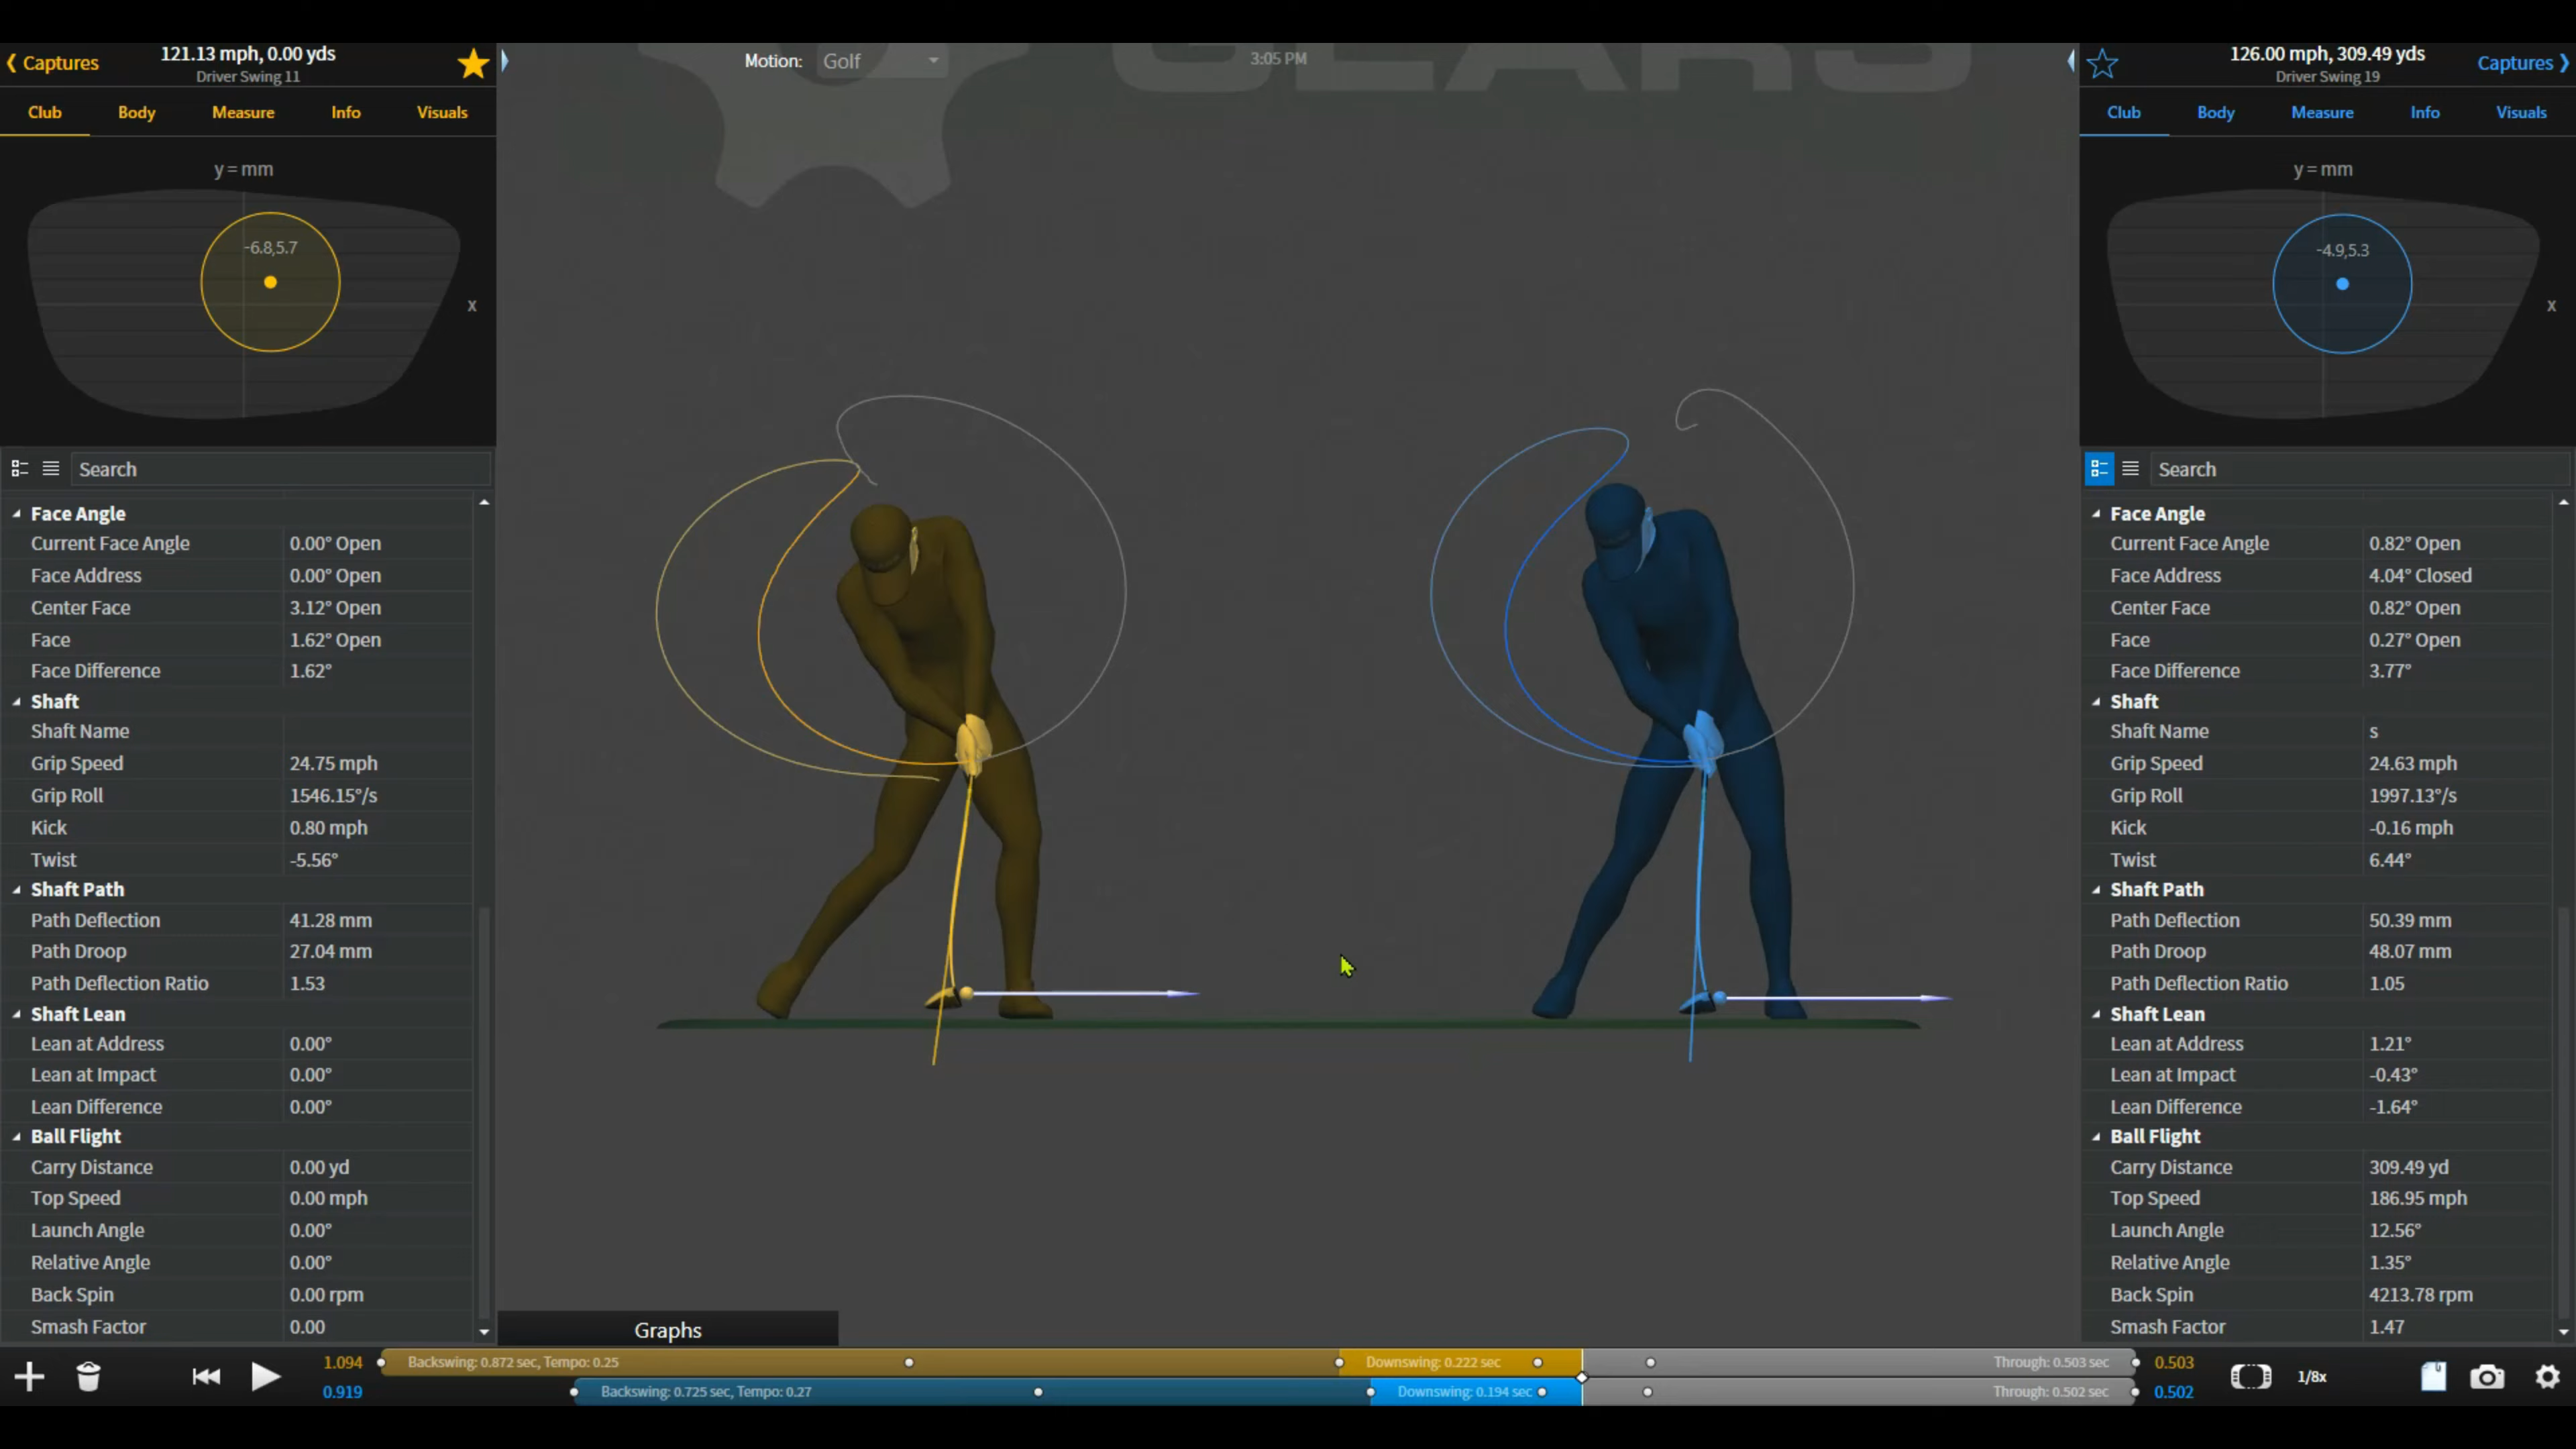 Captures
121.13 mph, 0.00 yds
Driver Swing 11
Club Body Measure Info Visuals
y = mm
-6.8,5.7
x
Search
Face Angle
Current Face Angle 0.00° Open
Face Address 0.00° Open
Center Face 3.12° Open
Face 1.62° Open
Face Difference 1.62°
Shaft
Shaft Name
Grip Speed 24.75 mph
Grip Roll 1546.15°/s
Kick 0.80 mph
Twist -5.56°
Shaft Path
Path Deflection 41.28 mm
Path Droop 27.04 mm
Path Deflection Ratio 1.53
Shaft Lean
Lean at Address 0.00°
Lean at Impact 0.00°
Lean Difference 0.00°
Ball Flight
Carry Distance 0.00 yd
Top Speed 0.00 mph
Launch Angle 0.00°
Relative Angle 0.00°
Back Spin 0.00 rpm
Smash Factor 0.00
Motion: Golf
3:05 PM
GEARS
Graphs
126.00 mph, 309.49 yds
Driver Swing 19
Captures
Club Body Measure Info Visuals
y = mm
-4.9,5.3
x
Search
Face Angle
Current Face Angle 0.82° Open
Face Address 4.04° Closed
Center Face 0.82° Open
Face 0.27° Open
Face Difference 3.77°
Shaft
Shaft Name s
Grip Speed 24.63 mph
Grip Roll 1997.13°/s
Kick -0.16 mph
Twist 6.44°
Shaft Path
Path Deflection 50.39 mm
Path Droop 48.07 mm
Path Deflection Ratio 1.05
Shaft Lean
Lean at Address 1.21°
Lean at Impact -0.43°
Lean Difference -1.64°
Ball Flight
Carry Distance 309.49 yd
Top Speed 186.95 mph
Launch Angle 12.56°
Relative Angle 1.35°
Back Spin 4213.78 rpm
Smash Factor 1.47
1.094 Backswing: 0.872 sec, Tempo: 0.25 Downswing: 0.222 sec Through: 0.503 sec 0.503
0.919 Backswing: 0.725 sec, Tempo: 0.27 Downswing: 0.194 sec Through: 0.502 sec 0.502
1/8x